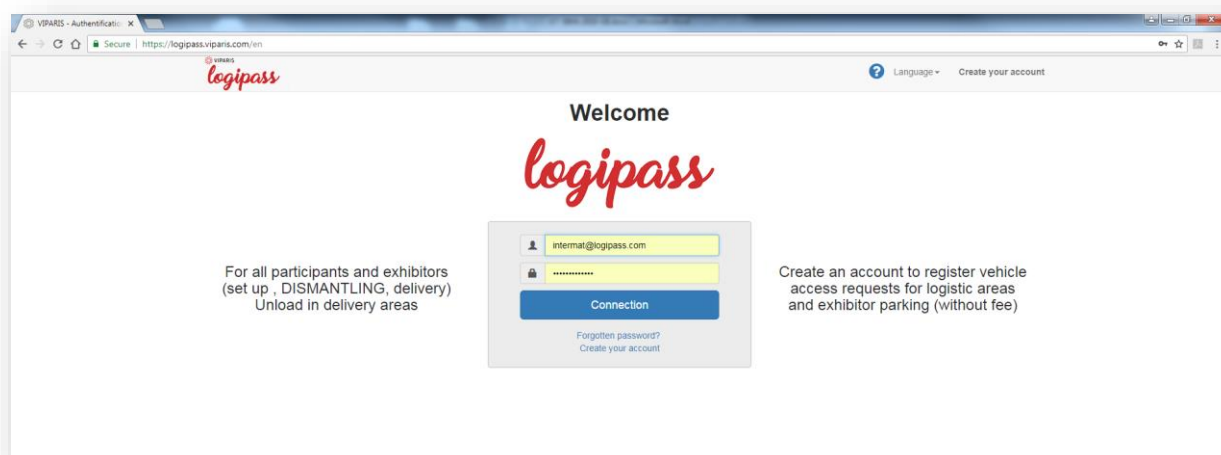 VIPARIS - Authentificatio
Secure | https://logipass.viparis.com/en
VIPARIS
logipass
? Language Create your account
Welcome
logipass
intermat@logipass.com
•••••••••••••
Connection
Forgotten password?
Create your account
For all participants and exhibitors
(set up , DISMANTLING, delivery)
Unload in delivery areas
Create an account to register vehicle
access requests for logistic areas
and exhibitor parking (without fee)